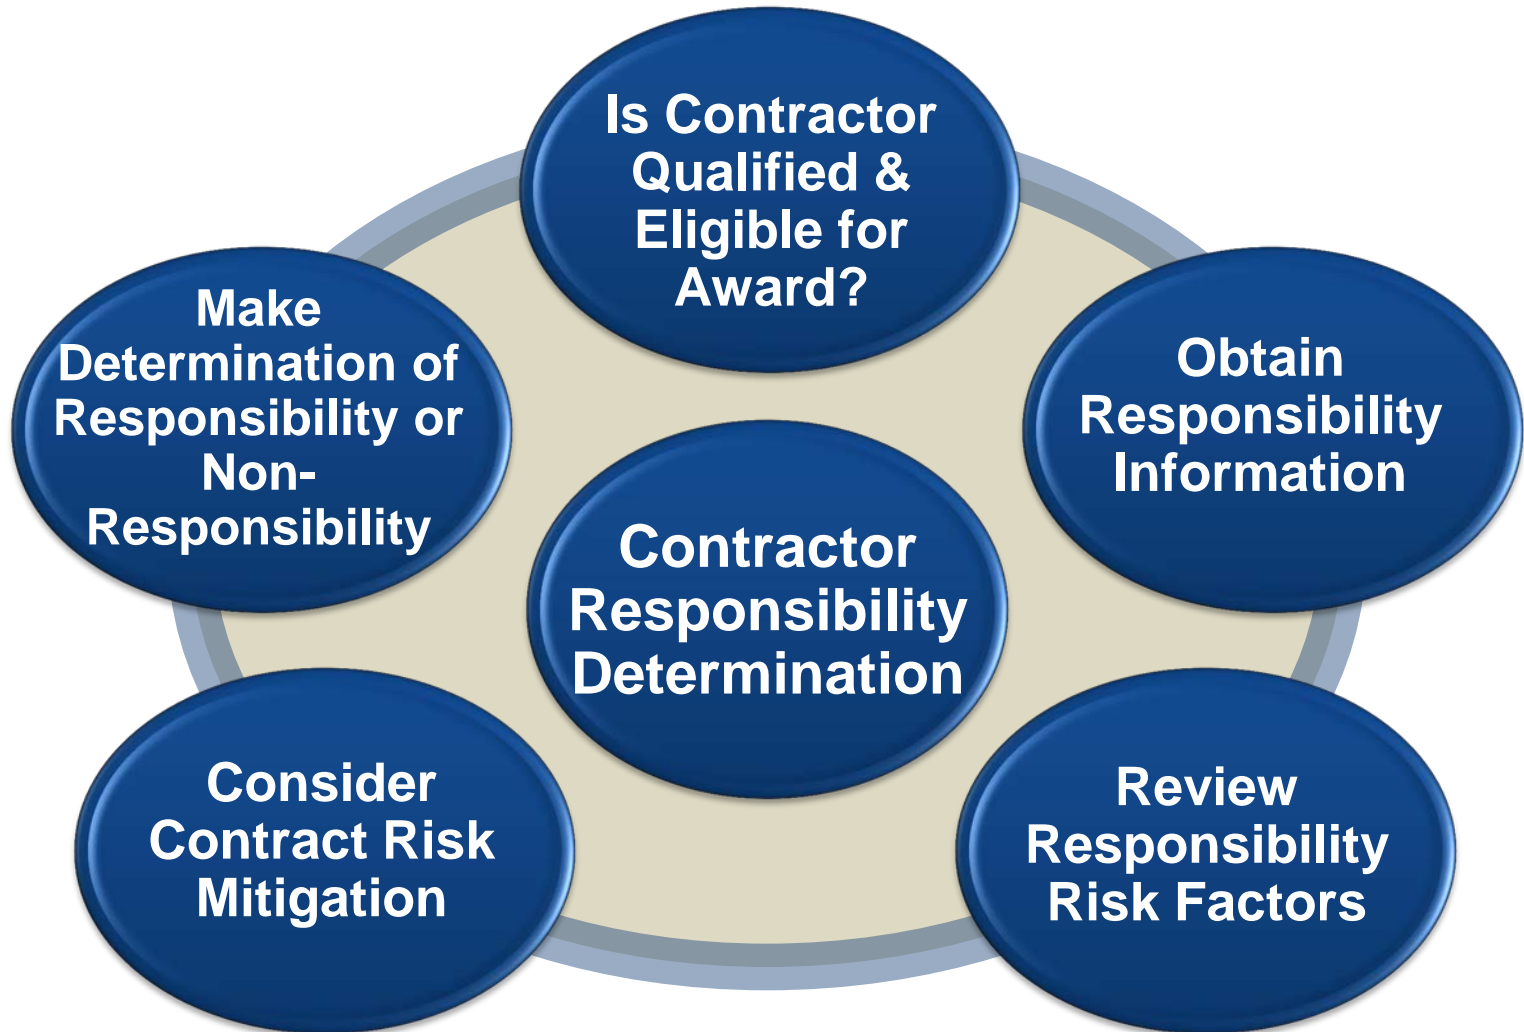 Is Contractor
Qualified &
Eligible for
Award?
Obtain
Responsibility
Information
Review
Responsibility
Risk Factors
Consider
Contract Risk
Mitigation
Make
Determination of
Responsibility or
Non-
Responsibility
Contractor
Responsibility
Determination